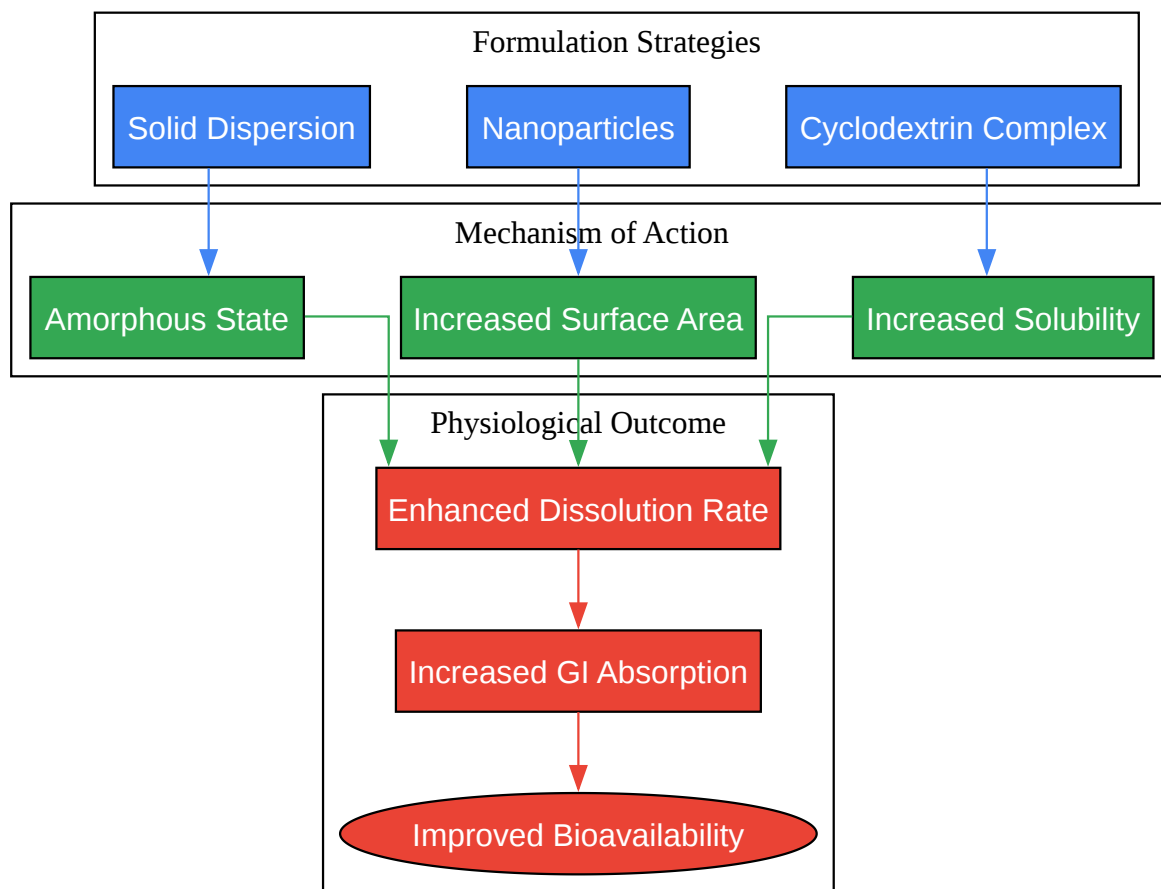 Formulation Strategies
Solid Dispersion
Nanoparticles
Cyclodextrin Complex
Mechanism of Action
Amorphous State
Increased Surface Area
Increased Solubility
Physiological Outcome
Enhanced Dissolution Rate
Increased GI Absorption
Improved Bioavailability